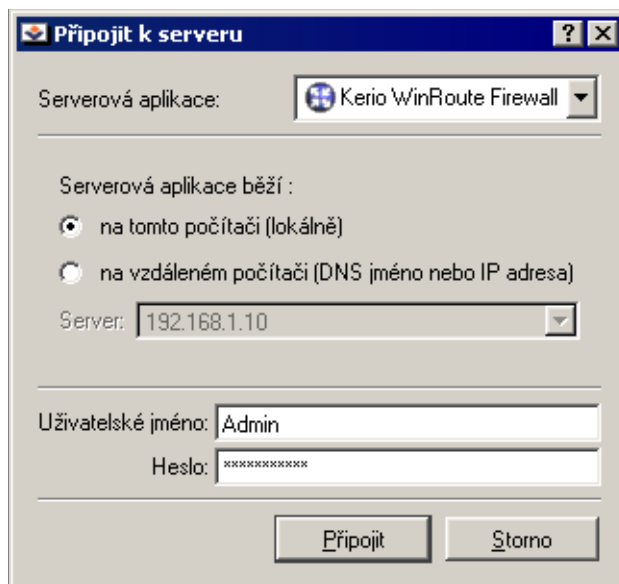 Připojit k serveru
Serverová aplikace: Kerio WinRoute Firewall
Serverová aplikace běží :
na tomto počítači (lokálně)
na vzdáleném počítači (DNS jméno nebo IP adresa)
Server: 192.168.1.10
Uživatelské jméno: Admin
Heslo: ***********
Připojit Storno